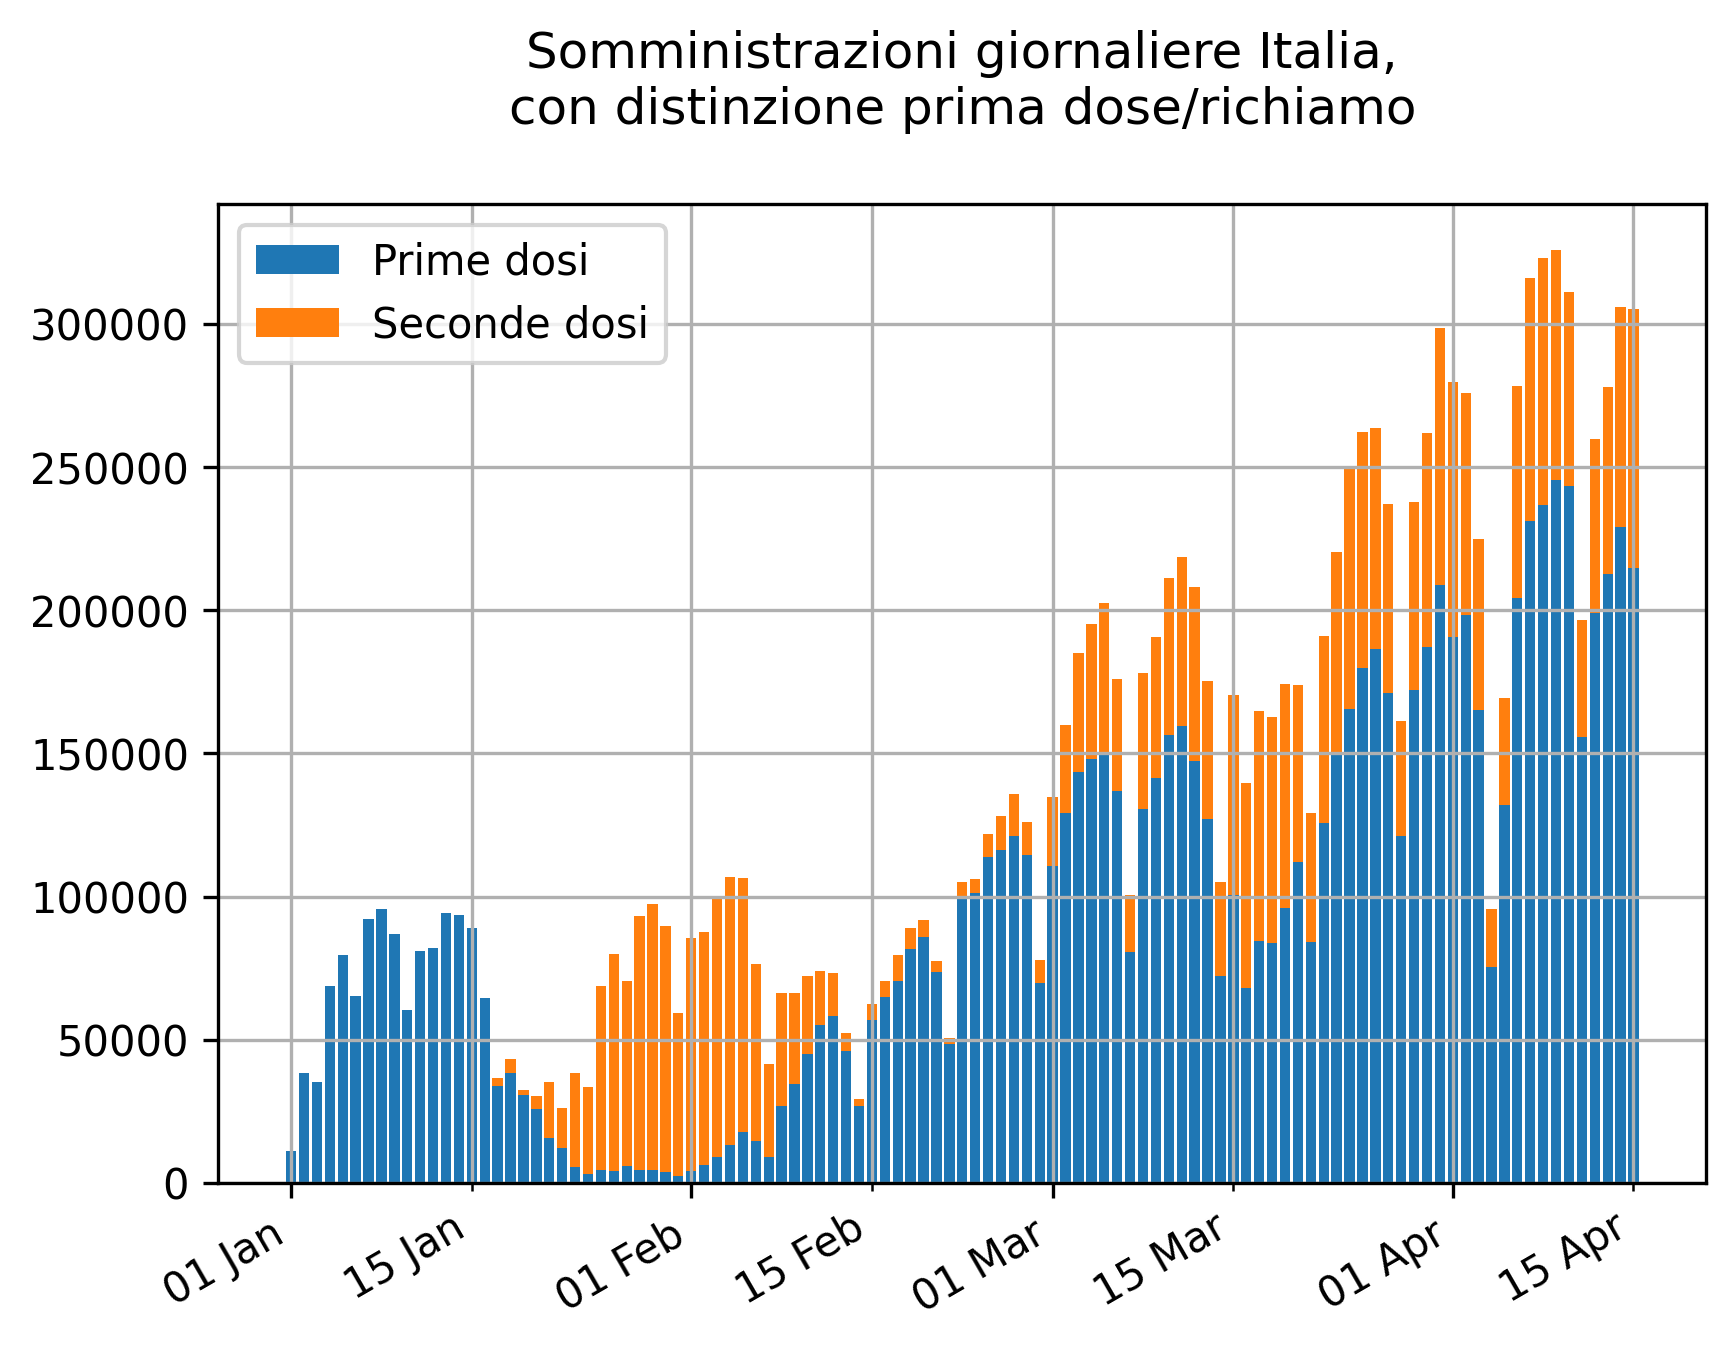 Somministrazioni giornaliere Italia,
con distinzione prima dose/richiamo
Prime dosi
Seconde dosi
300000
250000
200000
150000
100000
50000
0
01 Jan
15 Jan
01 Feb
15 Feb
01 Mar
15 Mar
01 Apr
15 Apr